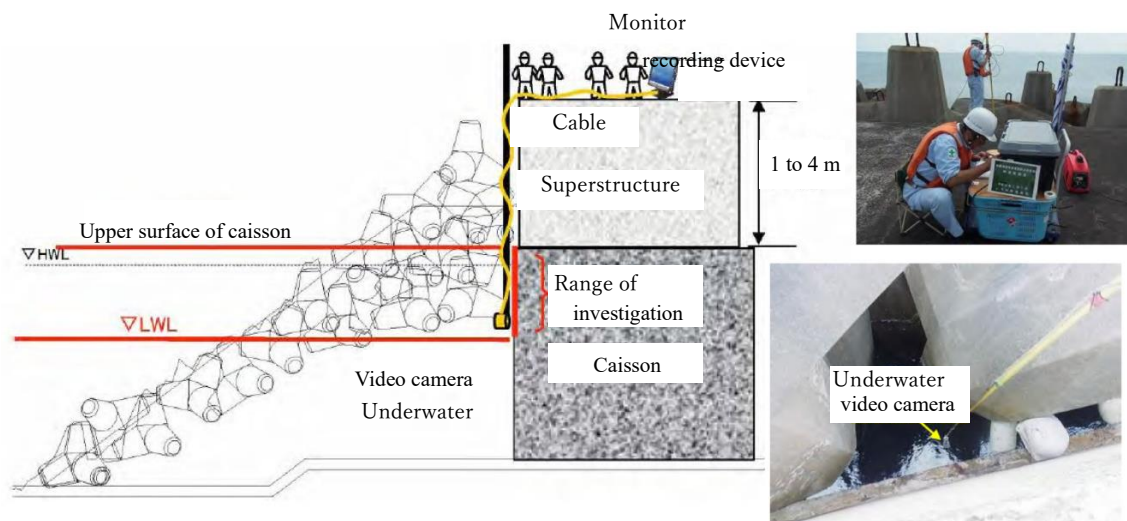 Monitor
recording device
Cable
1 to 4 m
Superstructure
Upper surface of caisson
▽HWL
Range of
investigation
▽LWL
Caisson
Video camera
Underwater
Underwater
video camera